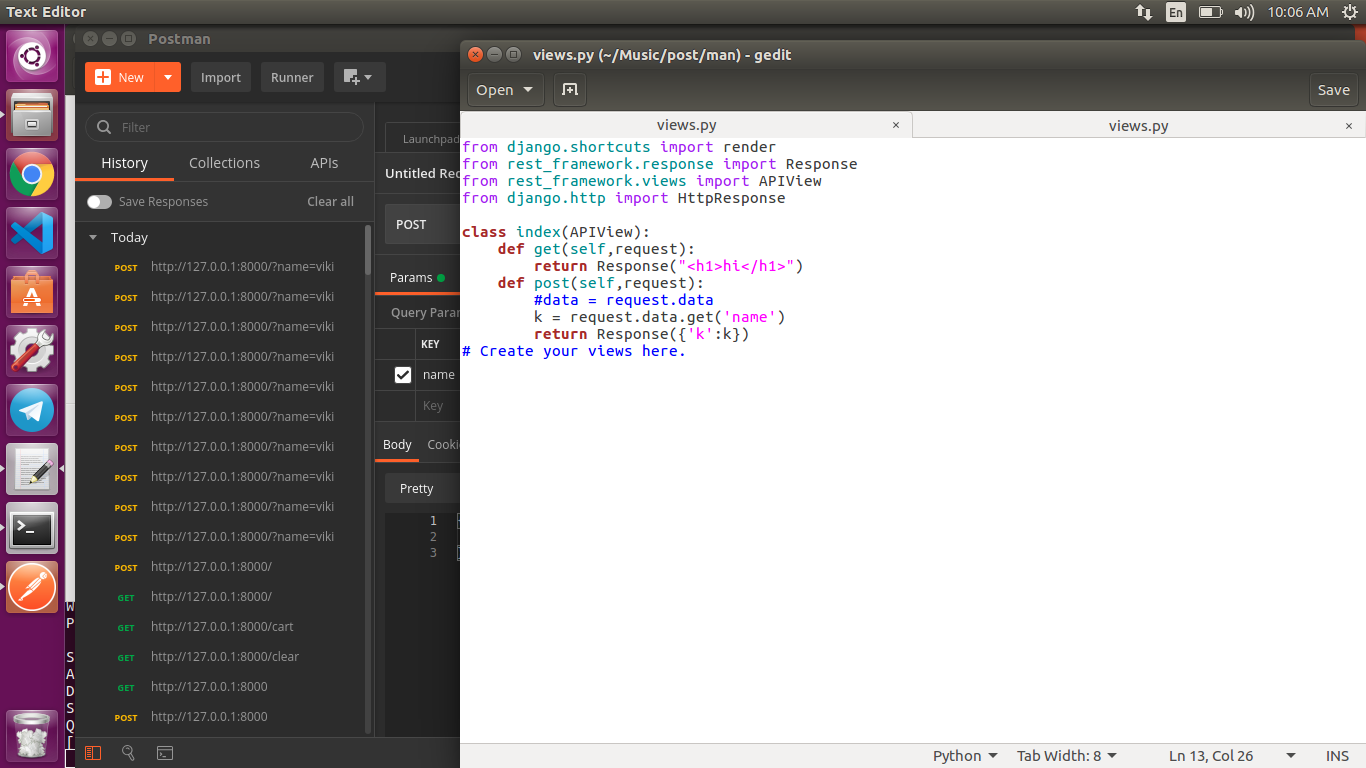 Text Editor
En
10:06 AM
Postman
New
Import
Runner
Filter
History
Collections
APIs
Save Responses
Clear all
Today
POST http://127.0.0.1:8000/?name=viki
POST http://127.0.0.1:8000/?name=viki
POST http://127.0.0.1:8000/?name=viki
POST http://127.0.0.1:8000/?name=viki
POST http://127.0.0.1:8000/?name=viki
POST http://127.0.0.1:8000/?name=viki
POST http://127.0.0.1:8000/?name=viki
POST http://127.0.0.1:8000/?name=viki
POST http://127.0.0.1:8000/?name=viki
POST http://127.0.0.1:8000/?name=viki
POST http://127.0.0.1:8000/
GET http://127.0.0.1:8000/
GET http://127.0.0.1:8000/cart
GET http://127.0.0.1:8000/clear
GET http://127.0.0.1:8000
POST http://127.0.0.1:8000
W
P
S
A
D
S
Q
[
Launchpad
Untitled Rec
POST
Params
Query Parar
KEY
name
Key
Body
Cooki
Pretty
1
2
3
views.py (~/Music/post/man) - gedit
Open
Save
views.py ×
views.py ×
from django.shortcuts import render
from rest_framework.response import Response
from rest_framework.views import APIView
from django.http import HttpResponse
class index(APIView):
    def get(self,request):
        return Response("<h1>hi</h1>")
    def post(self,request):
        #data = request.data
        k = request.data.get('name')
        return Response({'k':k})
# Create your views here.
Python
Tab Width: 8
Ln 13, Col 26
INS